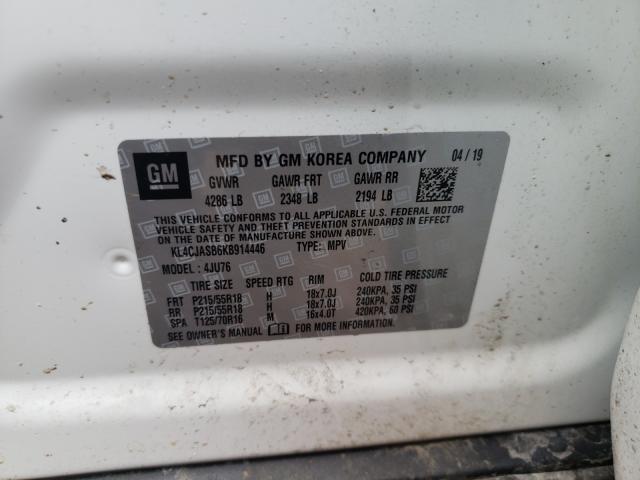 GM
MFD BY GM KOREA COMPANY 04/19
GVWR GAWR FRT GAWR RR
4286 LB 2348 LB 2194 LB
THIS VEHICLE CONFORMS TO ALL APPLICABLE U.S. FEDERAL MOTOR
VEHICLE SAFETY AND THEFT PREVENTION STANDARDS IN EFFECT
ON THE DATE OF MANUFACTURE SHOWN ABOVE.
KL4CJASB6KB914446 TYPE: MPV
MODEL: 4JU76
TIRE SIZE SPEED RTG RIM COLD TIRE PRESSURE
FRT P215/55R18 H 18x7.0J 240KPA, 35 PSI
RR P215/55R18 H 18x7.0J 240KPA, 35 PSI
SPA T125/70R16 M 16x4.0T 420KPA, 60 PSI
SEE OWNER'S MANUAL FOR MORE INFORMATION.